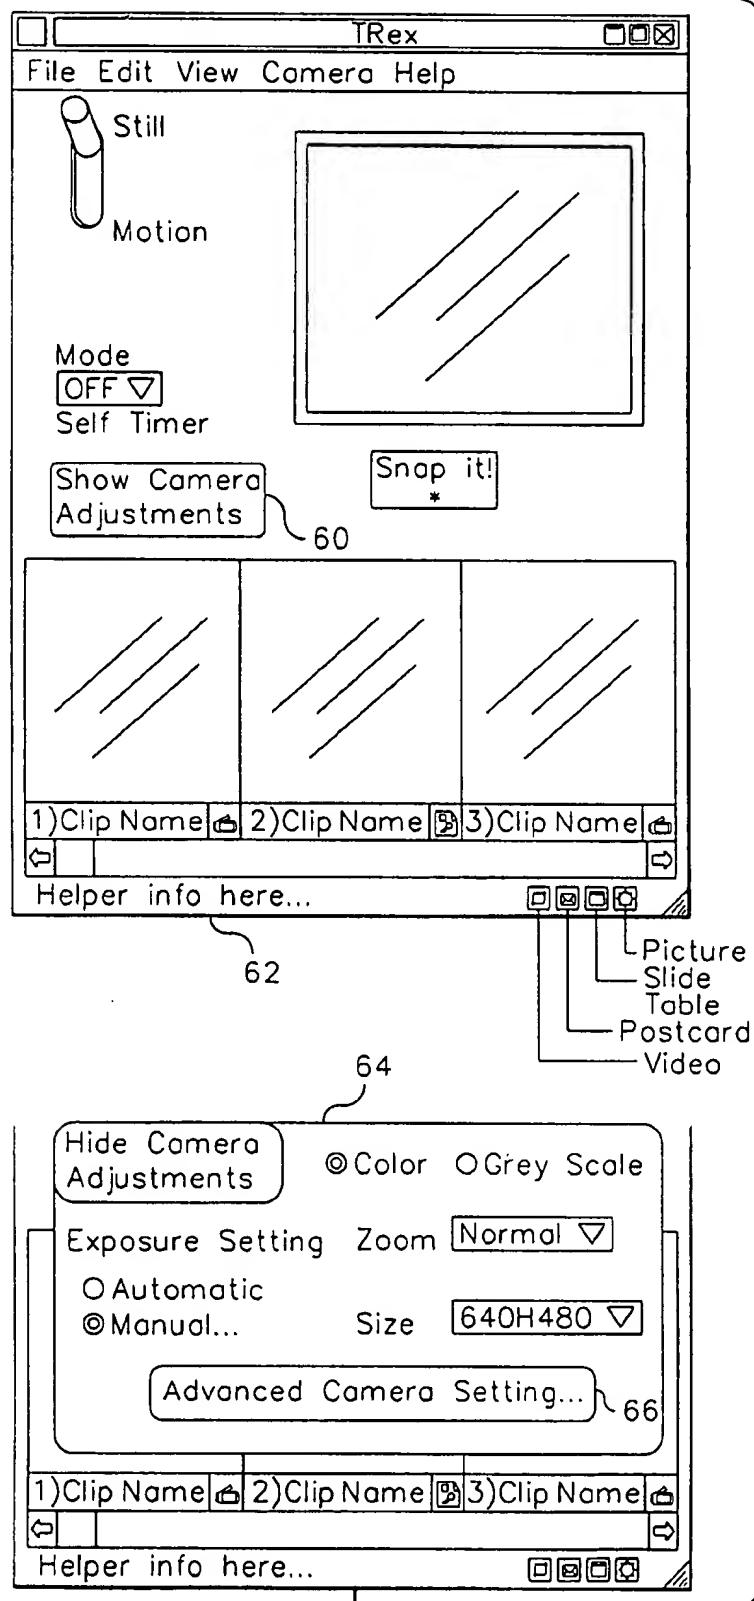 TRex
File Edit View Camera Help
Still
Motion
Mode
OFF
Self Timer
Show Camera
Adjustments
60
Snap it!
*
1)Clip Name 2)Clip Name 3)Clip Name
Helper info here...
62
Picture
Slide
Table
Postcard
Video
64
Hide Camera
Adjustments
Color Grey Scale
Exposure Setting Zoom Normal
Automatic
Manual... Size 640H480
Advanced Camera Setting...
66
1)Clip Name 2)Clip Name 3)Clip Name
Helper info here...